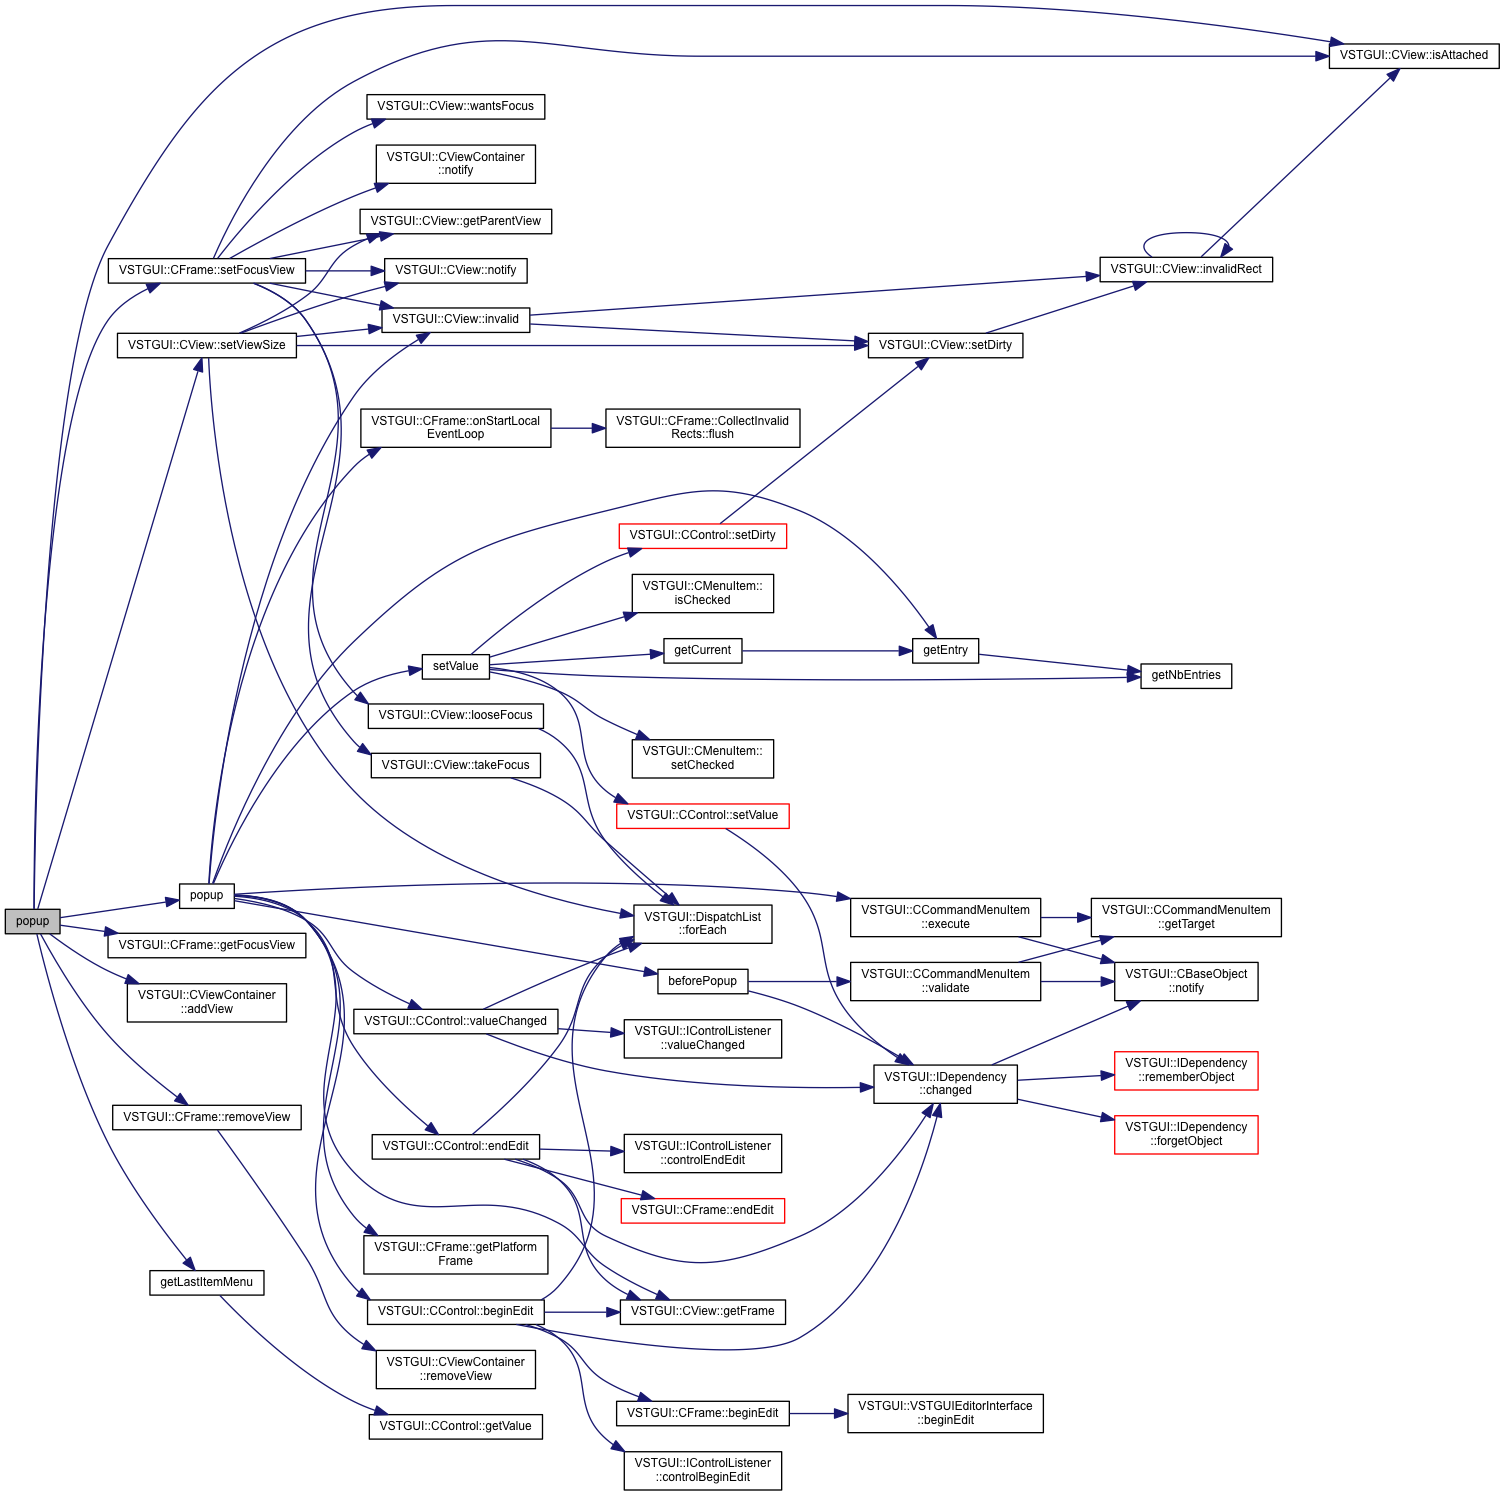 VSTGUI::CView::isAttached
VSTGUI::CView::wantsFocus
VSTGUI::CViewContainer
::notify
VSTGUI::CView::getParentView
VSTGUI::CFrame::setFocusView
VSTGUI::CView::notify
VSTGUI::CView::invalidRect
VSTGUI::CView::invalid
VSTGUI::CView::setViewSize
VSTGUI::CView::setDirty
VSTGUI::CFrame::onStartLocal
EventLoop
VSTGUI::CFrame::CollectInvalid
Rects::flush
VSTGUI::CControl::setDirty
VSTGUI::CMenuItem::
isChecked
setValue
getCurrent
getEntry
getNbEntries
VSTGUI::CView::looseFocus
VSTGUI::CMenuItem::
setChecked
VSTGUI::CView::takeFocus
VSTGUI::CControl::setValue
popup
popup
VSTGUI::DispatchList
::forEach
VSTGUI::CCommandMenuItem
::execute
VSTGUI::CCommandMenuItem
::getTarget
VSTGUI::CFrame::getFocusView
beforePopup
VSTGUI::CCommandMenuItem
::validate
VSTGUI::CBaseObject
::notify
VSTGUI::CViewContainer
::addView
VSTGUI::CControl::valueChanged
VSTGUI::IControlListener
::valueChanged
VSTGUI::IDependency
::changed
VSTGUI::IDependency
::rememberObject
VSTGUI::CFrame::removeView
VSTGUI::IDependency
::forgetObject
VSTGUI::CControl::endEdit
VSTGUI::IControlListener
::controlEndEdit
VSTGUI::CFrame::endEdit
VSTGUI::CFrame::getPlatform
Frame
getLastItemMenu
VSTGUI::CControl::beginEdit
VSTGUI::CView::getFrame
VSTGUI::CViewContainer
::removeView
VSTGUI::CControl::getValue
VSTGUI::CFrame::beginEdit
VSTGUI::VSTGUIEditorInterface
::beginEdit
VSTGUI::IControlListener
::controlBeginEdit